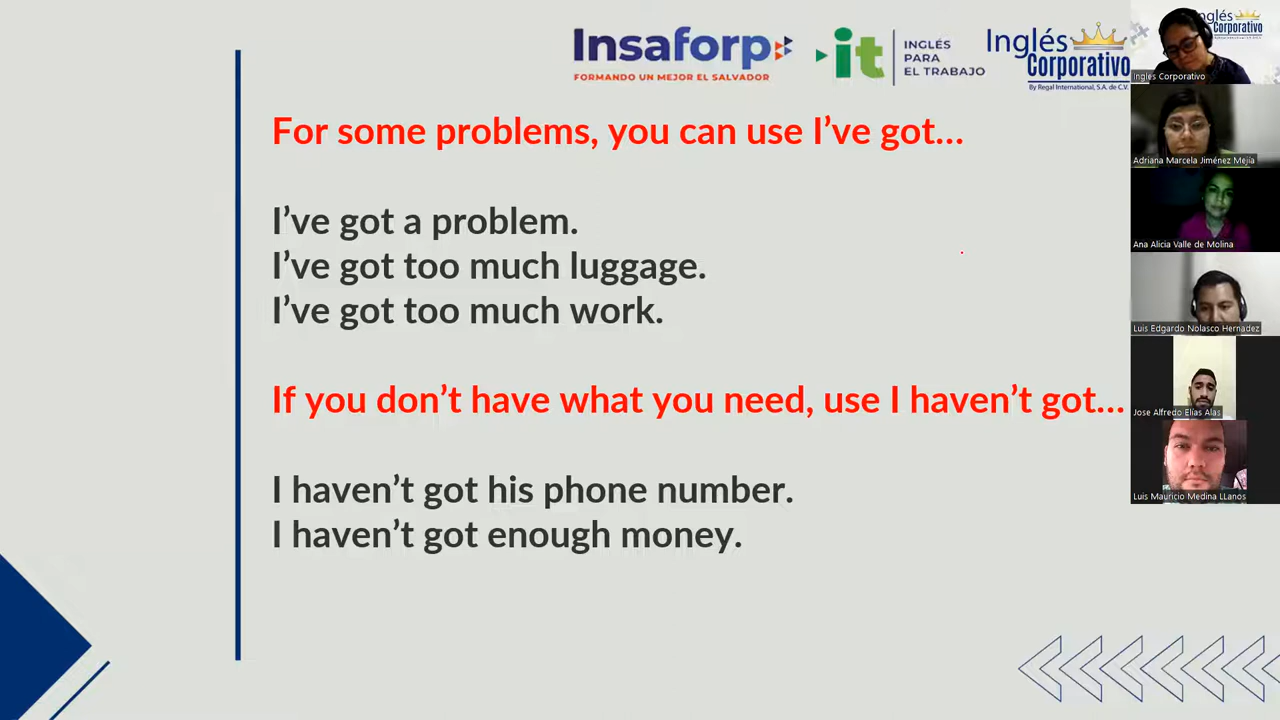 Insaforp
FORMANDO UN MEJOR EL SALVADOR
it
INGLÉS
PARA
EL TRABAJO
Inglés
Corporativo
By Regal International, S.A. de C.V.
For some problems, you can use I’ve got...
I’ve got a problem.
I’ve got too much luggage.
I’ve got too much work.
If you don’t have what you need, use I haven’t got...
I haven’t got his phone number.
I haven’t got enough money.
Inglés
Corporativo
Ingles Corporativo
Adriana Marcela Jiménez Mejía
Ana Alicia Valle de Molina
Luis Edgardo Nolasco Hernadez
Jose Alfredo Elías Alas
Luis Mauricio Medina LLanos